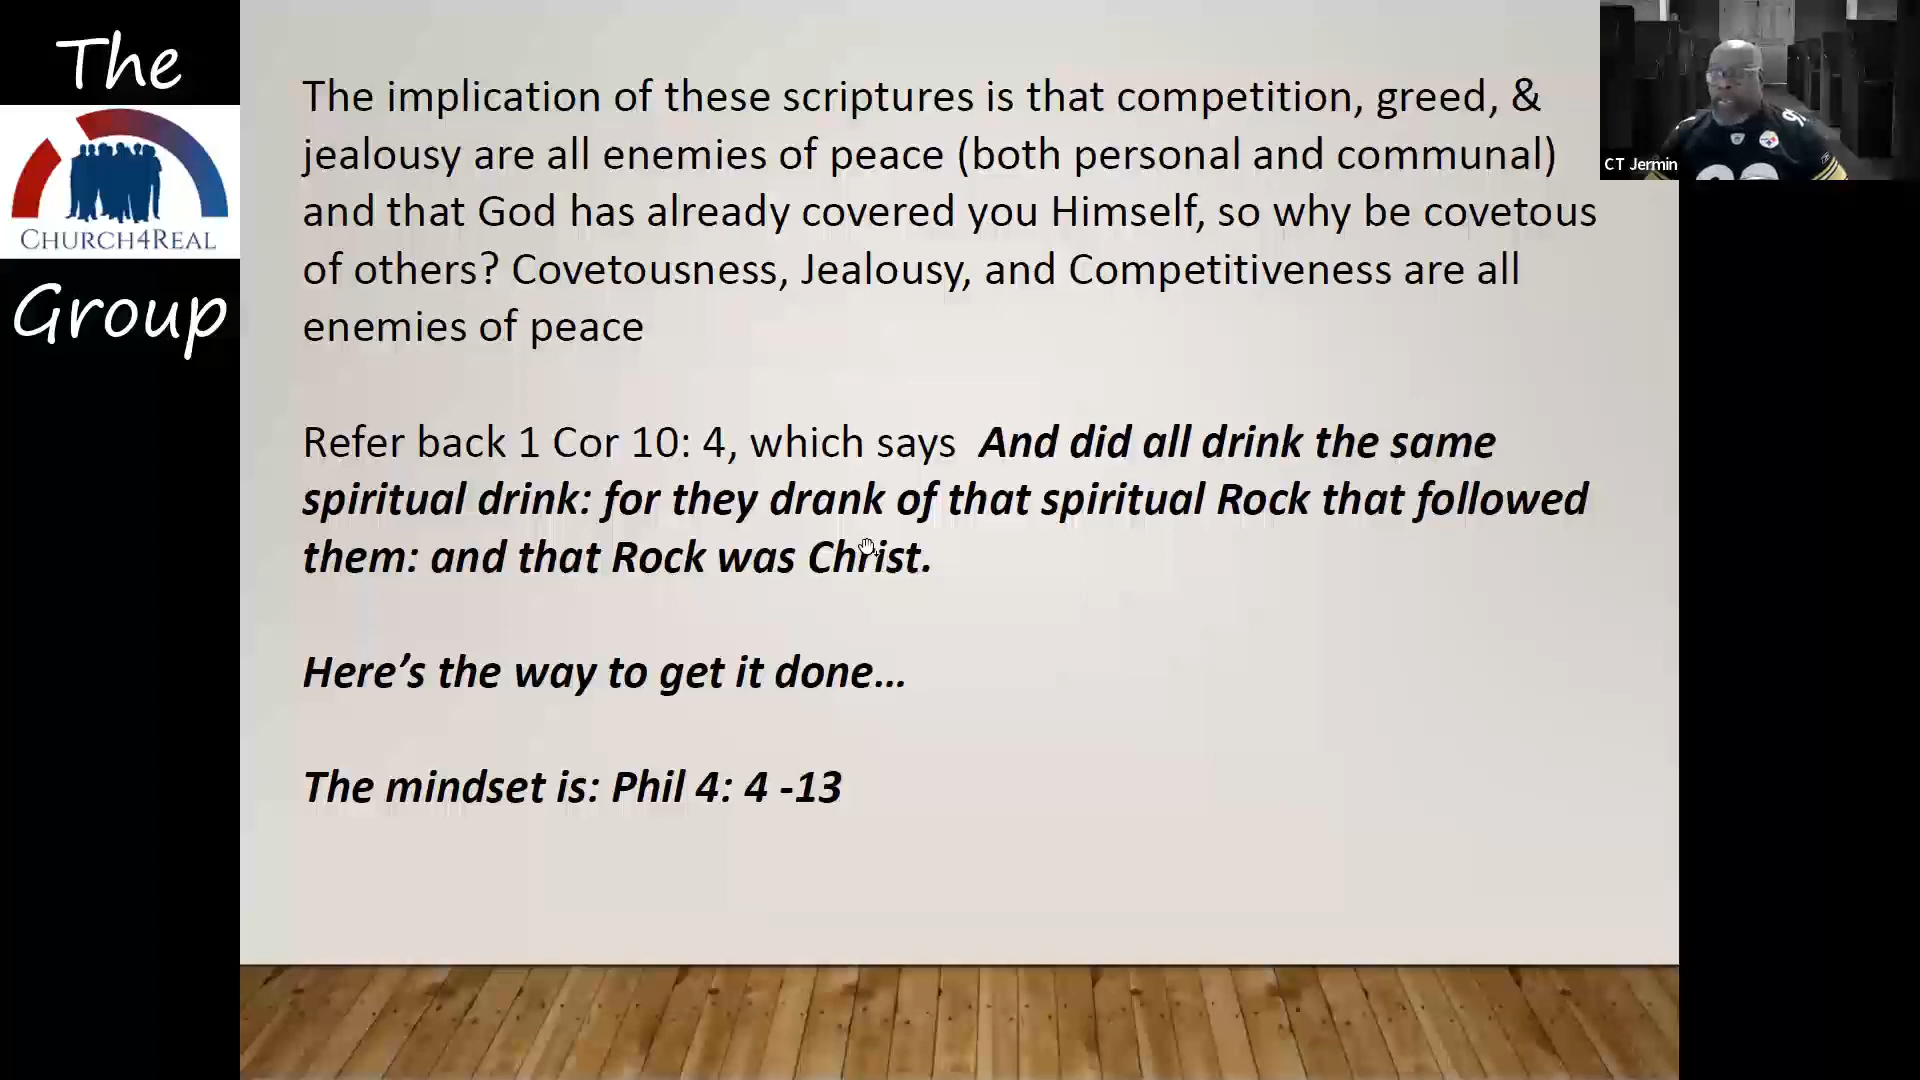 The
CHURCH4REAL
Group
The implication of these scriptures is that competition, greed, &
jealousy are all enemies of peace (both personal and communal)
and that God has already covered you Himself, so why be covetous
of others? Covetousness, Jealousy, and Competitiveness are all
enemies of peace
Refer back 1 Cor 10: 4, which says And did all drink the same
spiritual drink: for they drank of that spiritual Rock that followed
them: and that Rock was Christ.
Here’s the way to get it done…
The mindset is: Phil 4: 4 -13
CT Jermin